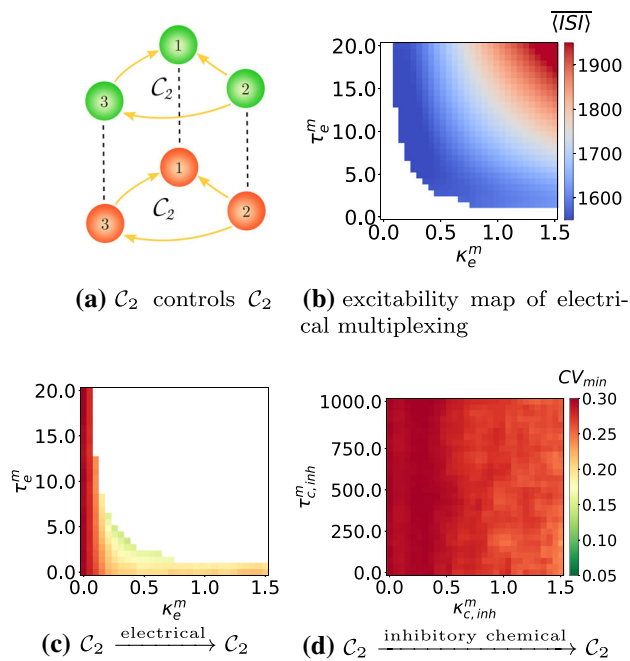 1
3
2
𝒞₂
1
3
2
𝒞₂
(a) 𝒞₂ controls 𝒞₂
⟨ISI⟩
20.0
15.0
10.0
5.0
0.0
τₑᵐ
0.0 0.5 1.0 1.5
κₑᵐ
1900
1800
1700
1600
(b) excitability map of electri-
cal multiplexing
20.0
15.0
10.0
5.0
0.0
τₑᵐ
0.0 0.5 1.0 1.5
κₑᵐ
(c) 𝒞₂ electrical 𝒞₂
CV_min
1000.0
750.0
500.0
250.0
0.0
τ^m_{c,inh}
0.0 0.5 1.0 1.5
κ^m_{c,inh}
0.30
0.25
0.20
0.15
0.10
0.05
(d) 𝒞₂ inhibitory chemical 𝒞₂